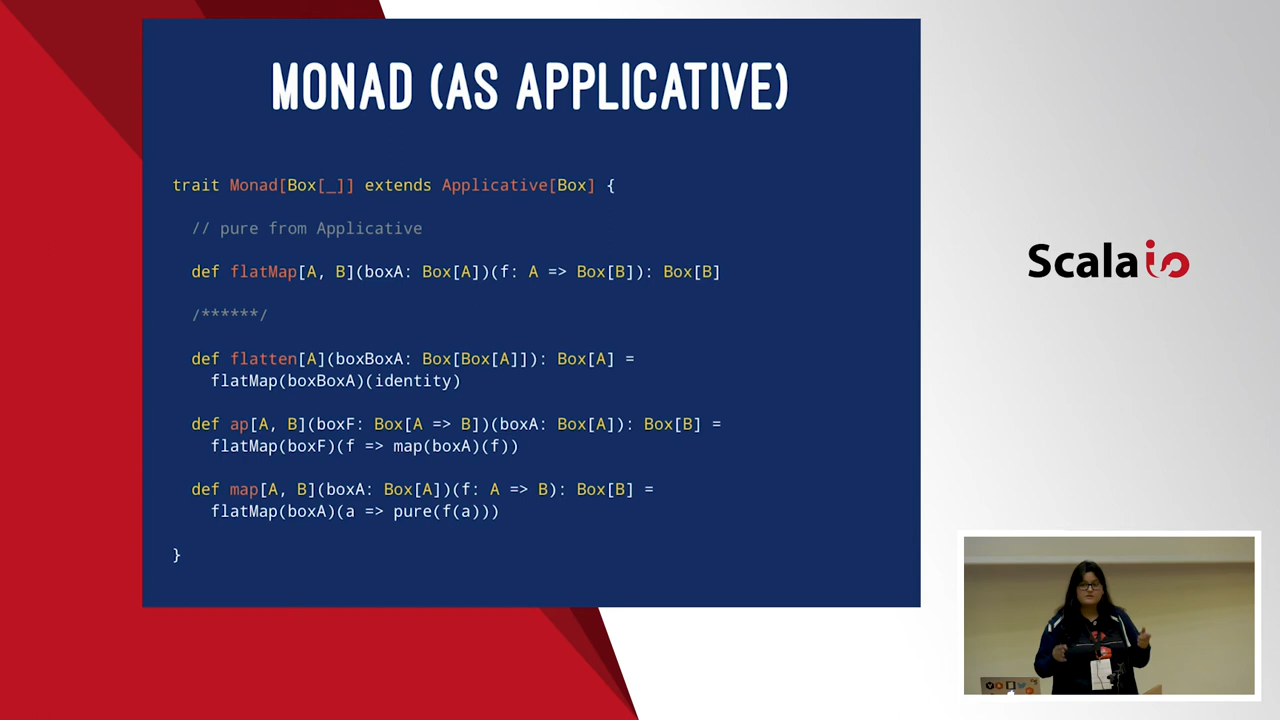 MONAD (AS APPLICATIVE)
trait Monad[Box[_]] extends Applicative[Box] {
// pure from Applicative
def flatMap[A, B](boxA: Box[A])(f: A => Box[B]): Box[B]
/******/
def flatten[A](boxBoxA: Box[Box[A]]): Box[A] =
flatMap(boxBoxA)(identity)
def ap[A, B](boxF: Box[A => B])(boxA: Box[A]): Box[B] =
flatMap(boxF)(f => map(boxA)(f))
def map[A, B](boxA: Box[A])(f: A => B): Box[B] =
flatMap(boxA)(a => pure(f(a)))
}
Scala io